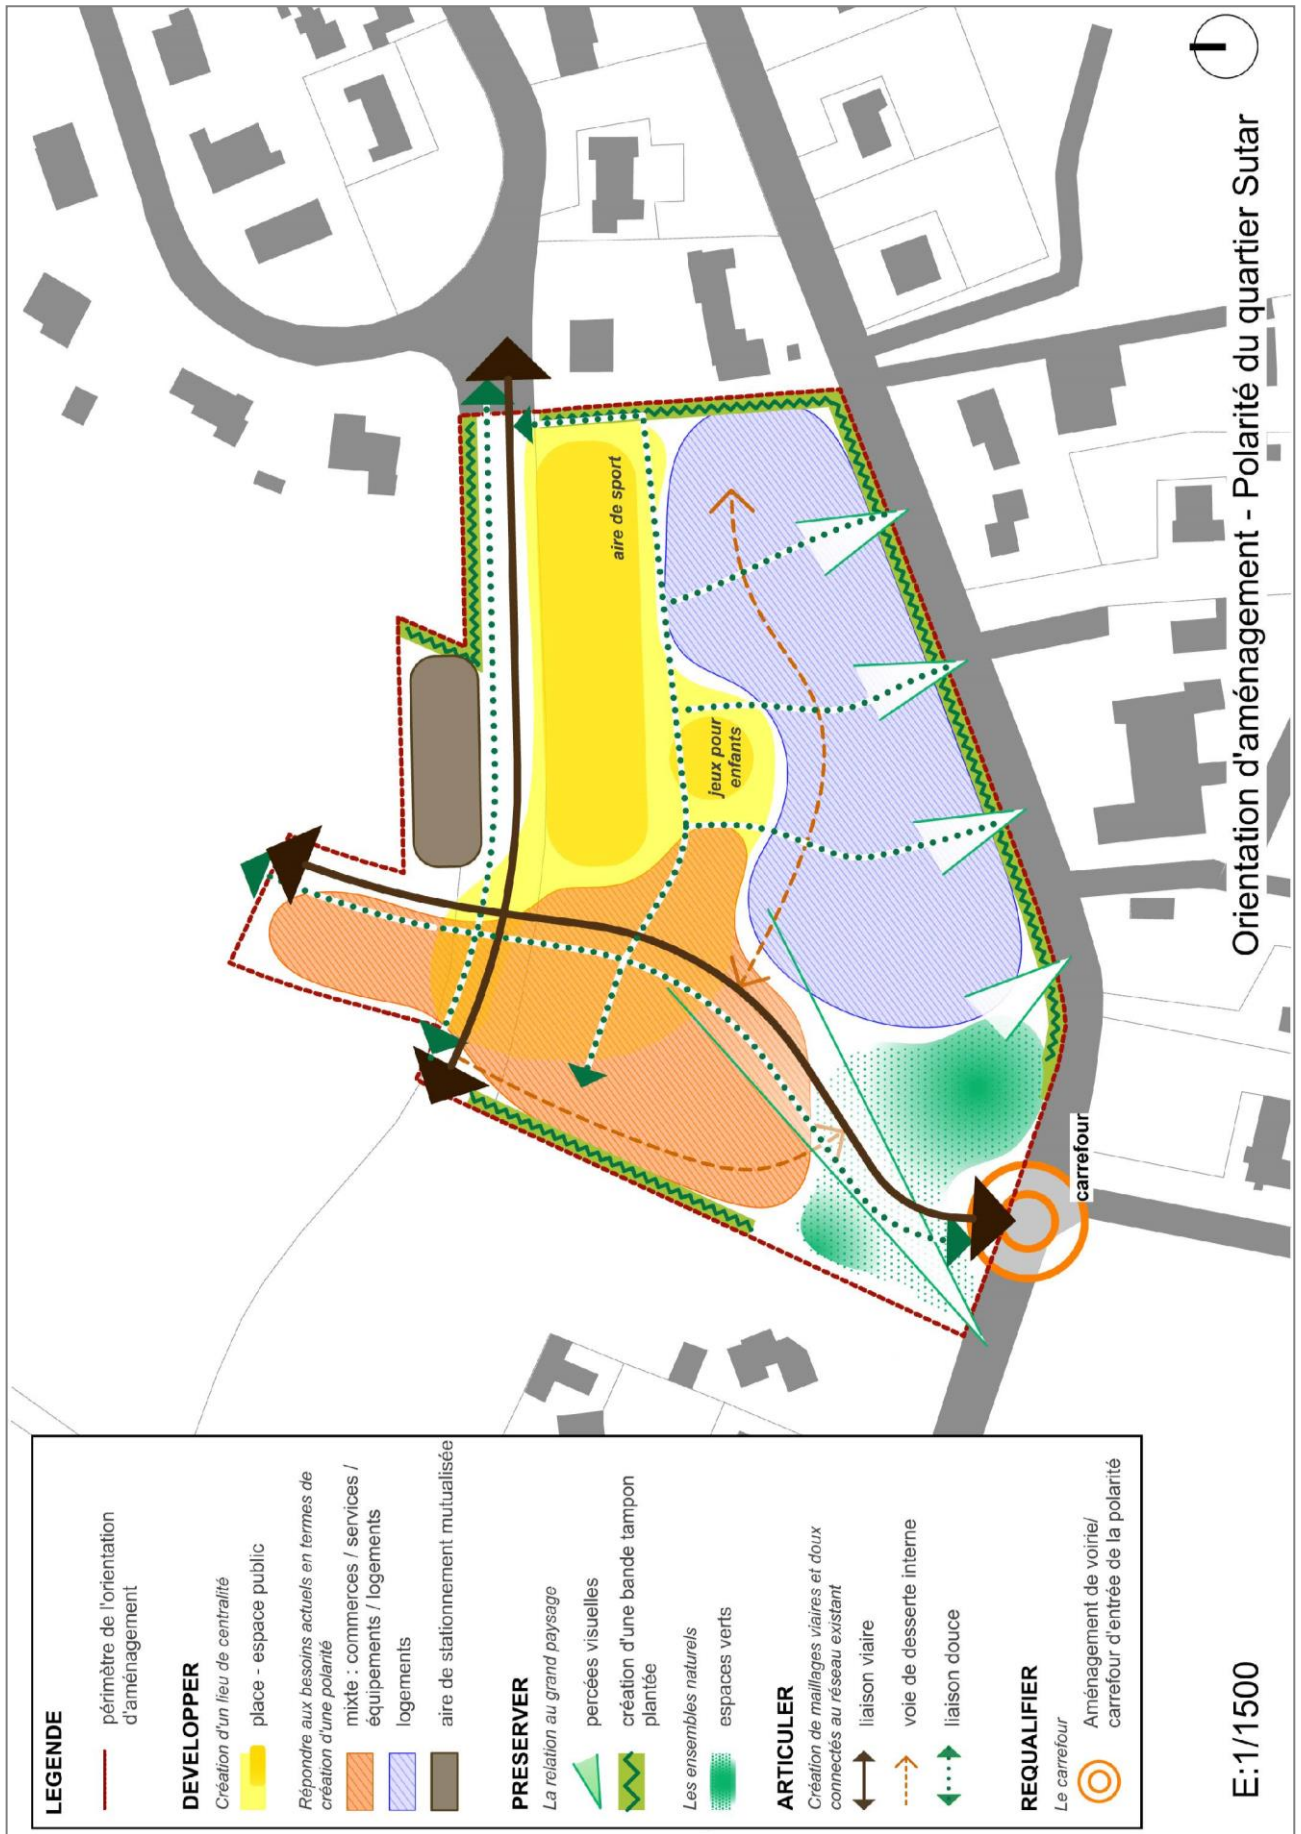 LEGENDE
périmètre de l'orientation
d'aménagement
DEVELOPPER
Création d'un lieu de centralité
place - espace public
Répondre aux besoins actuels en termes de
création d'une polarité
mixte : commerces / services /
équipements / logements
logements
aire de stationnement mutualisée
PRESERVER
La relation au grand paysage
percées visuelles
création d'une bande tampon
plantée
Les ensembles naturels
espaces verts
ARTICULER
Création de maillages viaires et doux
connectés au réseau existant
liaison viaire
voie de desserte interne
liaison douce
REQUALIFIER
Le carrefour
Aménagement de voirie/
carrefour d'entrée de la polarité
E:1/1500
aire de sport
jeux pour
enfants
carrefour
Orientation d'aménagement - Polarité du quartier Sutar